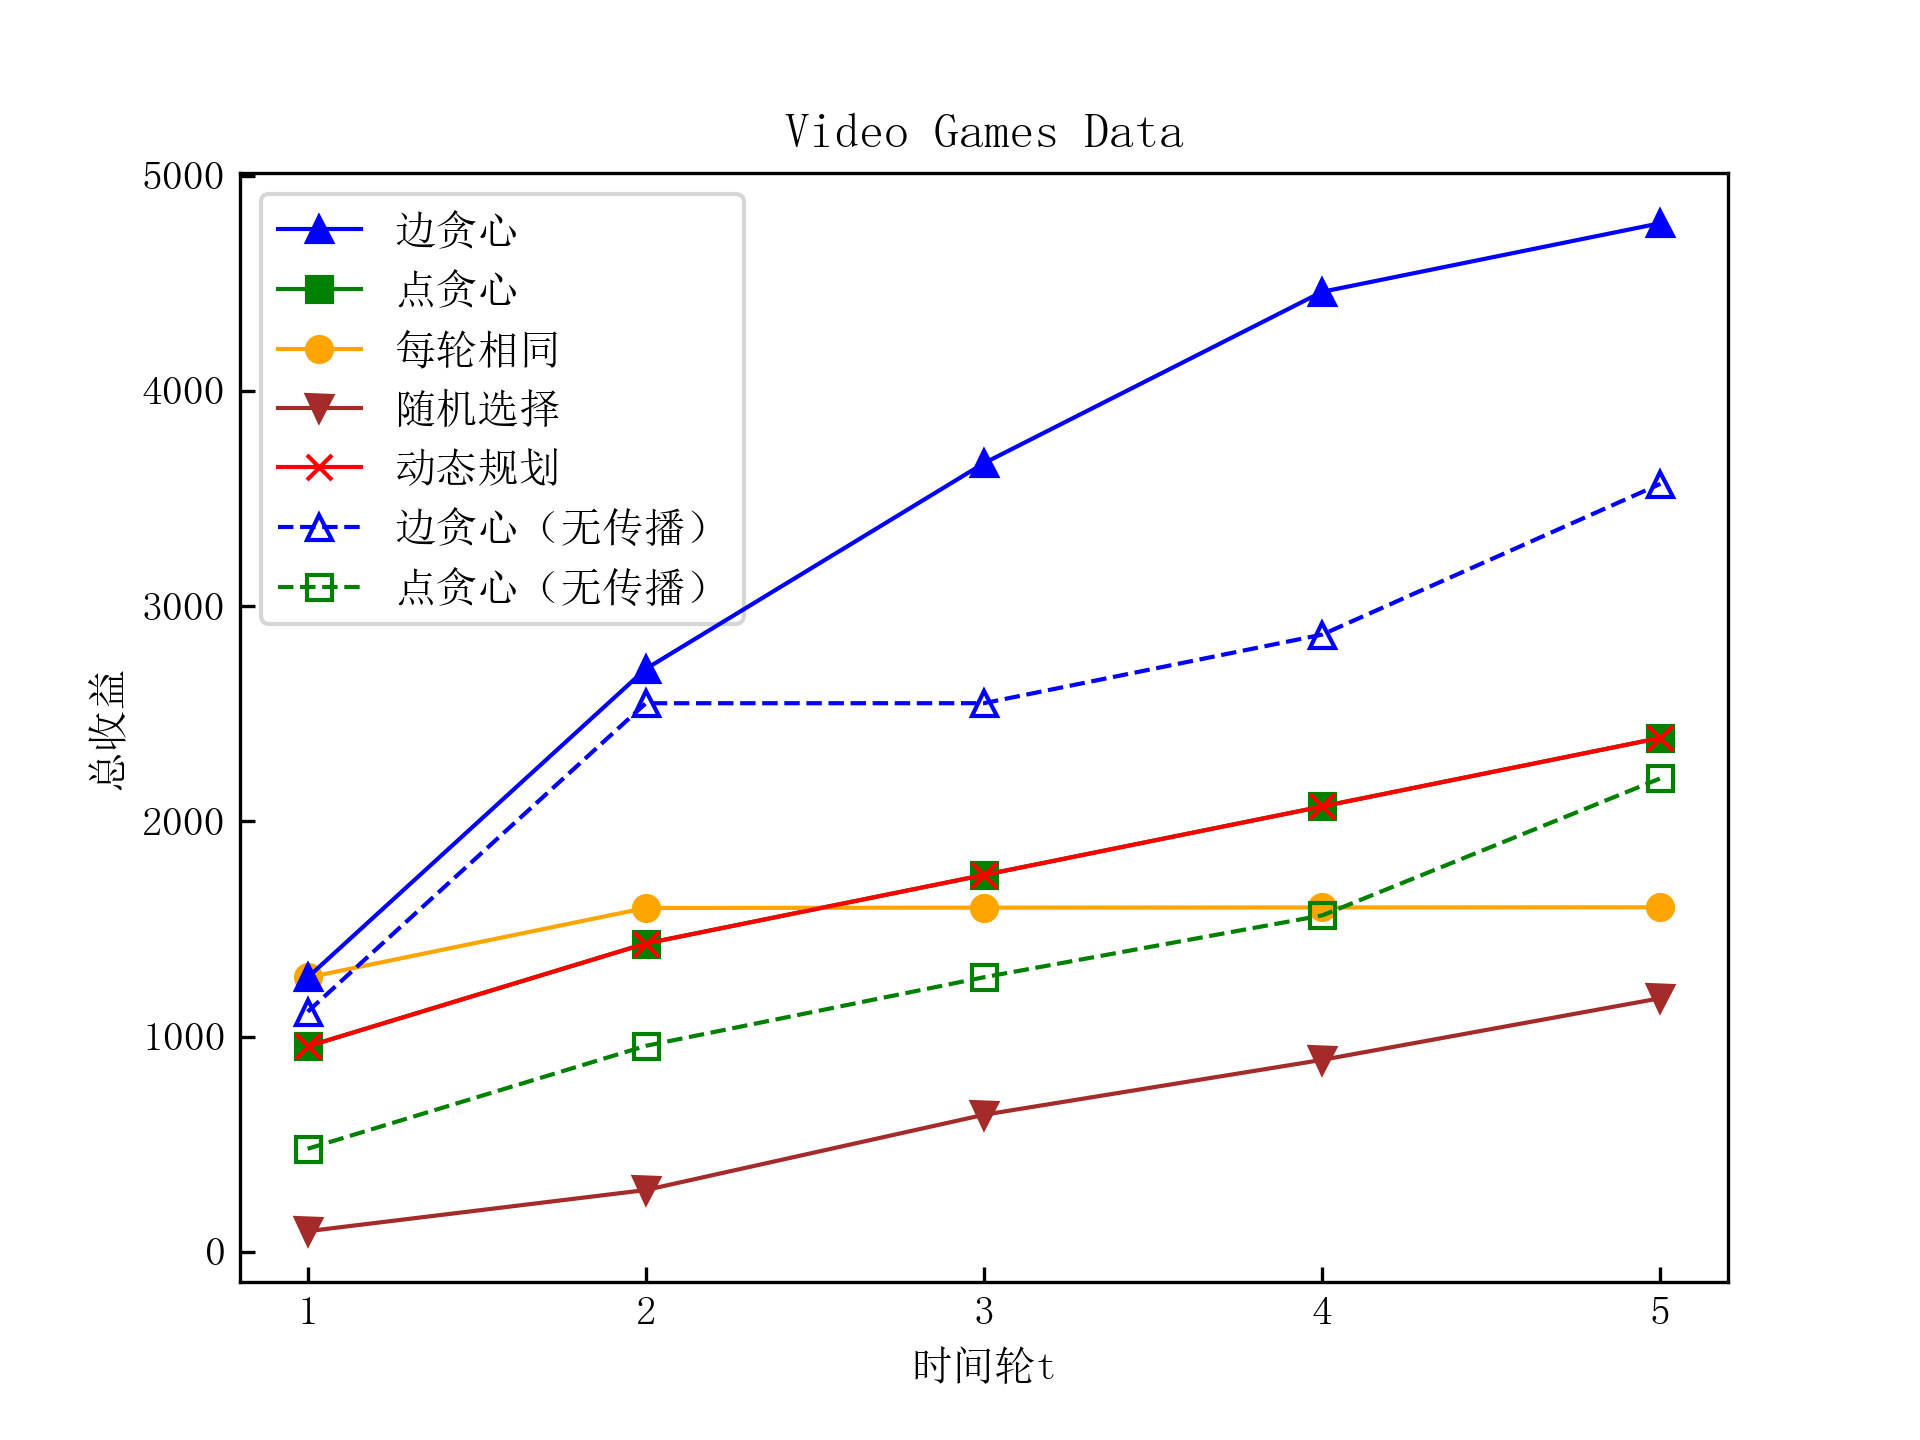 Video Games Data
5000
4000
3000
2000
1000
0
总收益
边贪心
点贪心
每轮相同
随机选择
动态规划
边贪心（无传播）
点贪心（无传播）
1 2 3 4 5
时间轮t